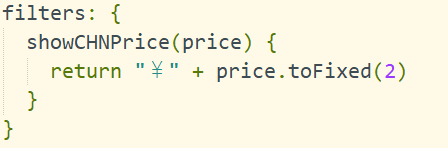 filters: {
  showCHNPrice(price) {
    return "￥" + price.toFixed(2)
  }
}